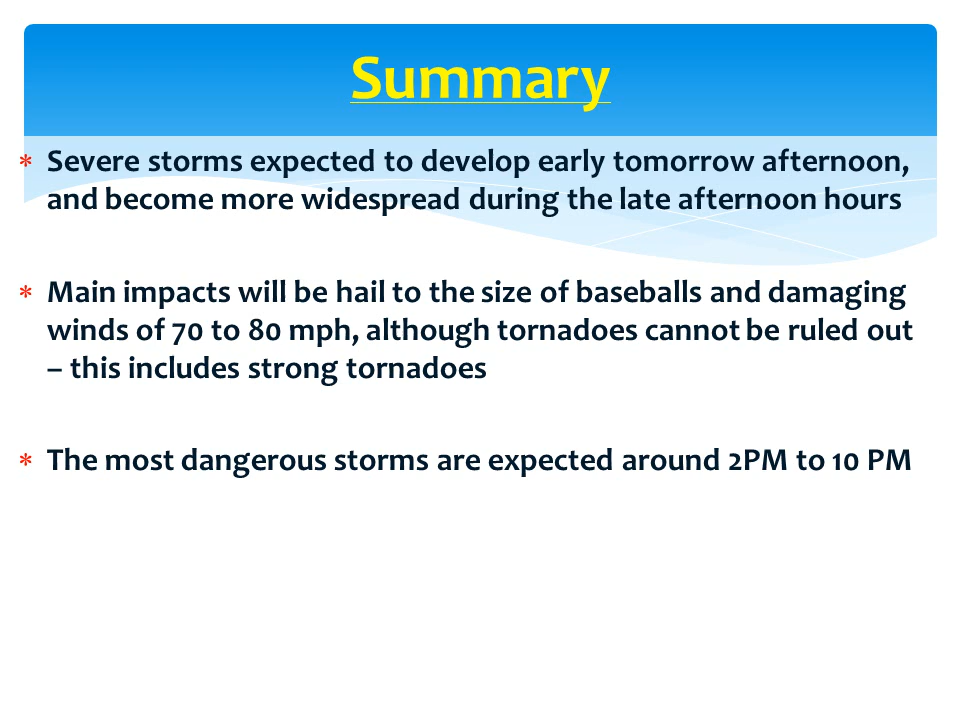 Summary
* Severe storms expected to develop early tomorrow afternoon,
and become more widespread during the late afternoon hours
* Main impacts will be hail to the size of baseballs and damaging
winds of 70 to 80 mph, although tornadoes cannot be ruled out
– this includes strong tornadoes
* The most dangerous storms are expected around 2PM to 10 PM